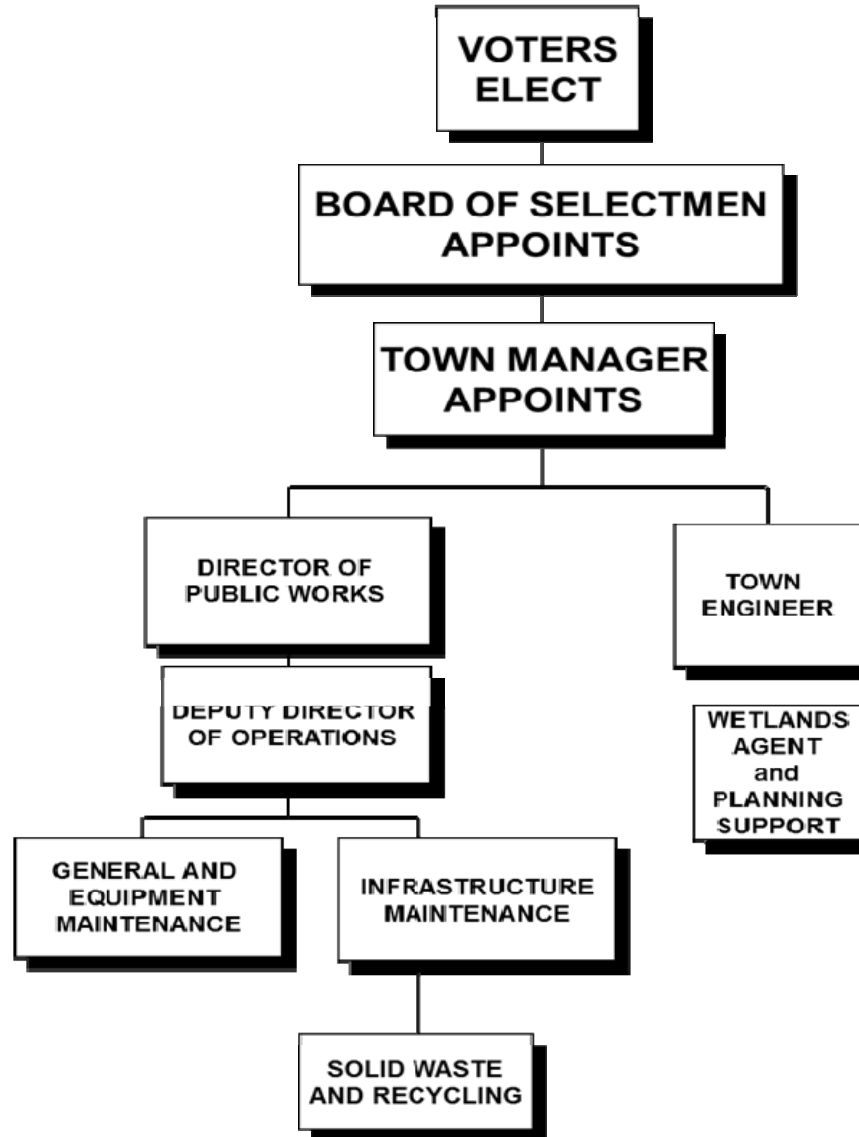 VOTERS
ELECT
BOARD OF SELECTMEN
APPOINTS
TOWN MANAGER
APPOINTS
DIRECTOR OF
PUBLIC WORKS
TOWN
ENGINEER
DEPUTY DIRECTOR
OF OPERATIONS
WETLANDS
AGENT
and
PLANNING
SUPPORT
GENERAL AND
EQUIPMENT
MAINTENANCE
INFRASTRUCTURE
MAINTENANCE
SOLID WASTE
AND RECYCLING